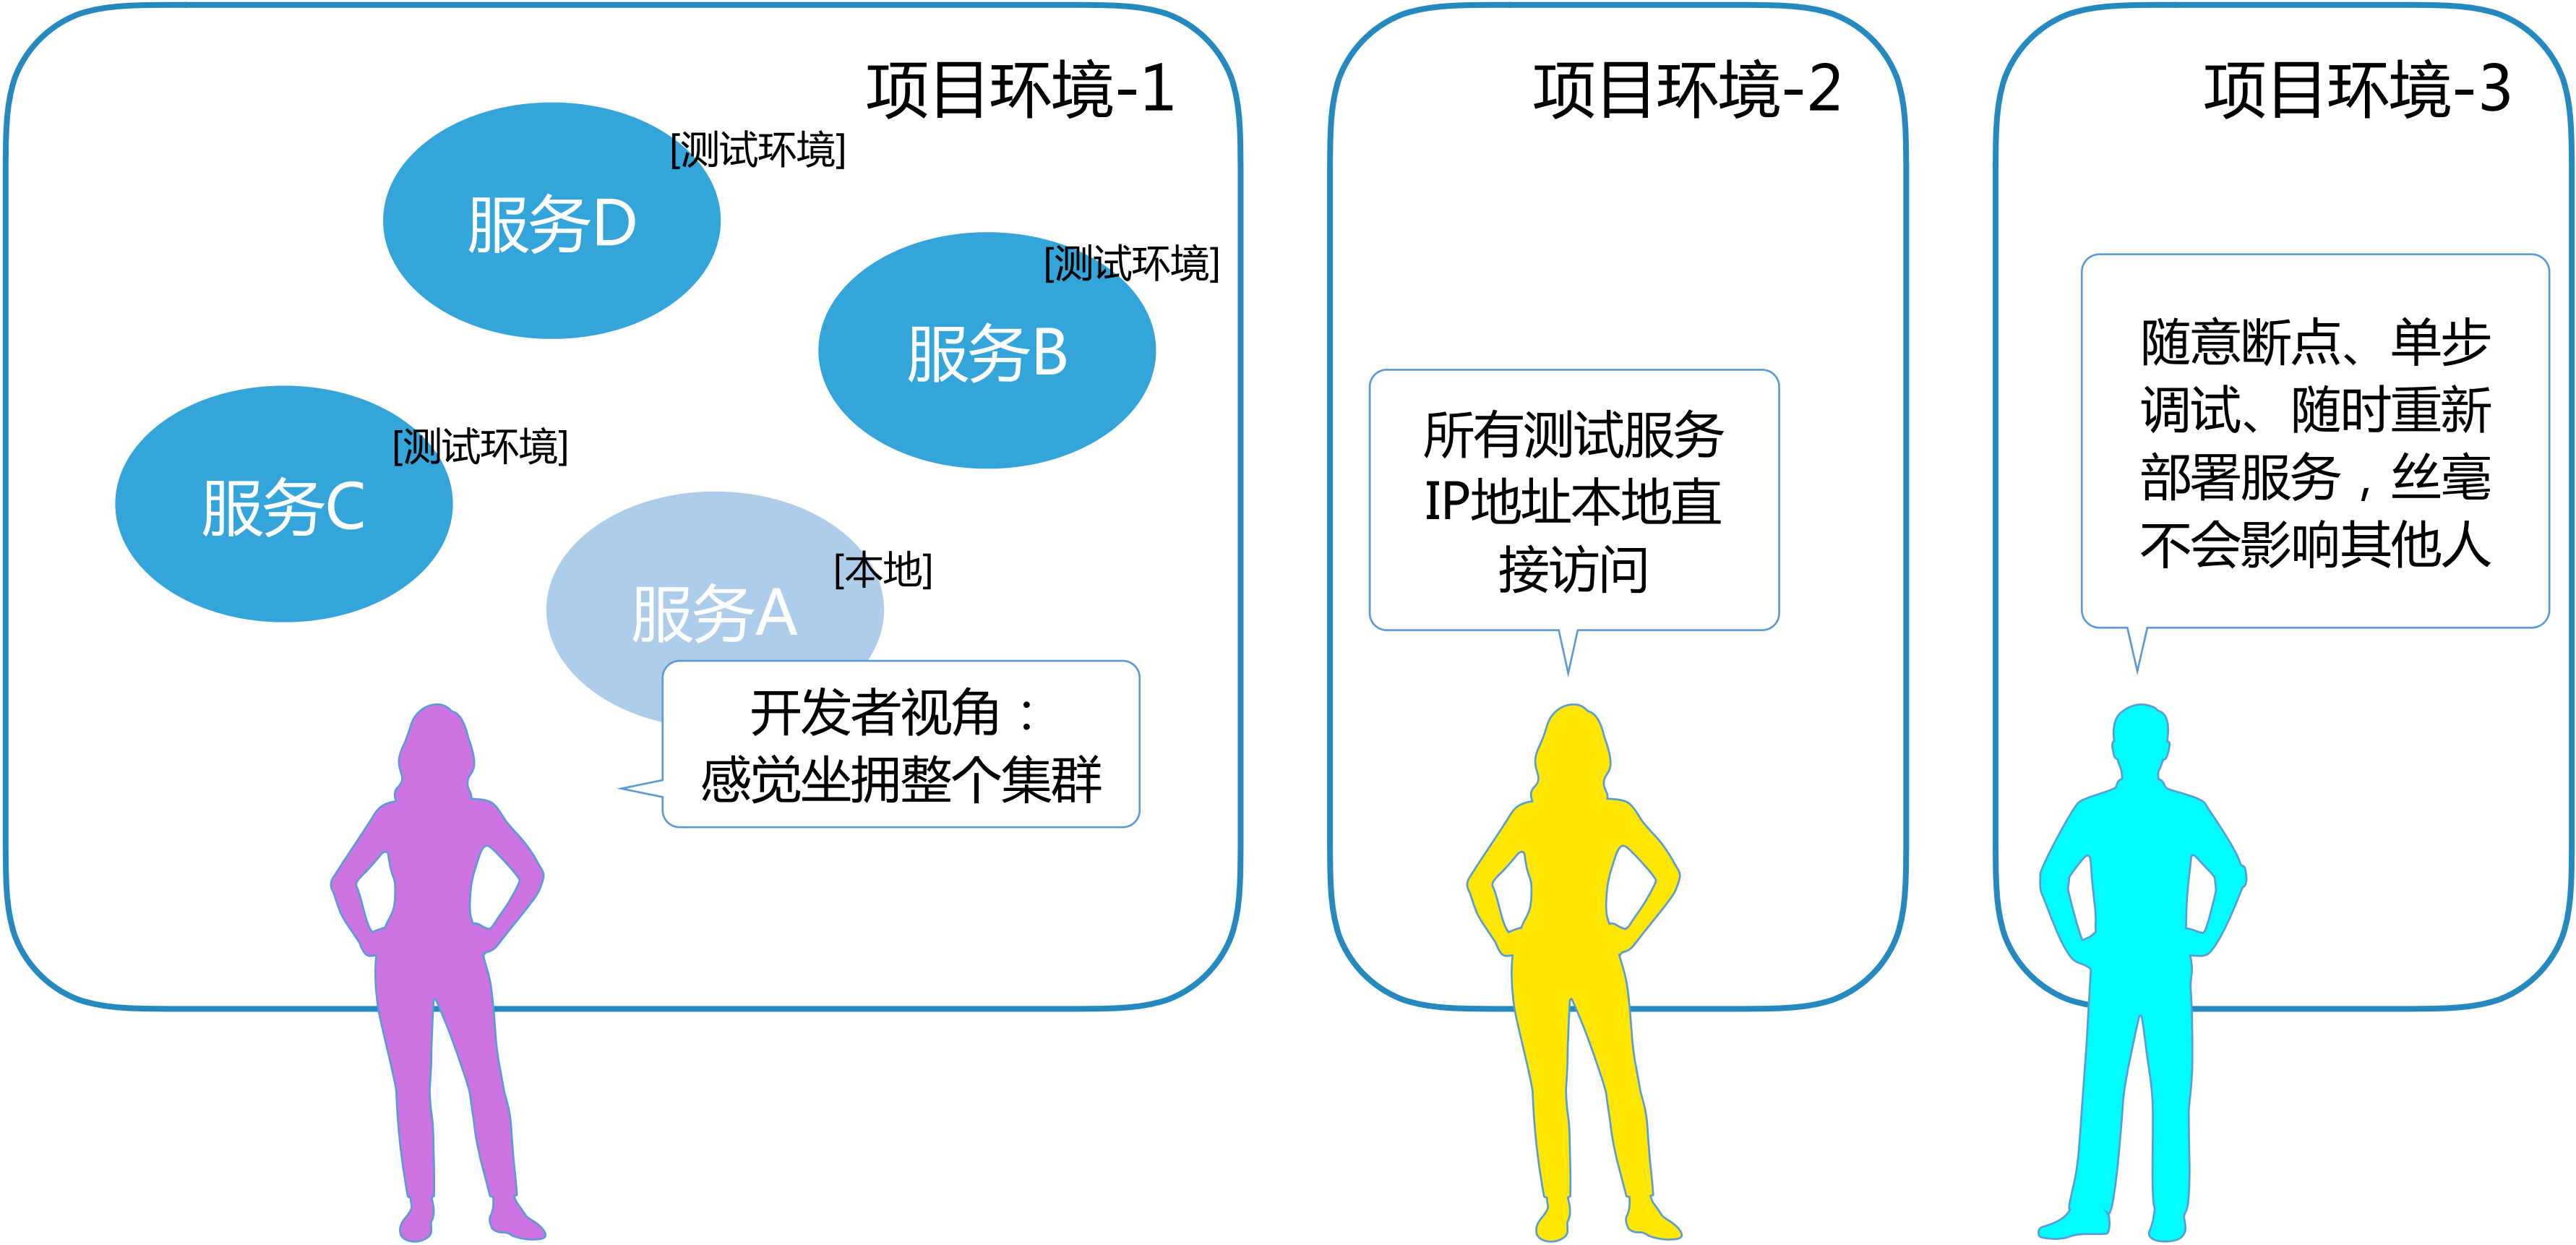 项目环境-1
[测试环境]
服务D
[测试环境]
服务B
[测试环境]
服务C
[本地]
服务A
开发者视角：
感觉坐拥整个集群
项目环境-2
所有测试服务
IP地址本地直
接访问
项目环境-3
随意断点、单步
调试、随时重新
部署服务，丝毫
不会影响其他人